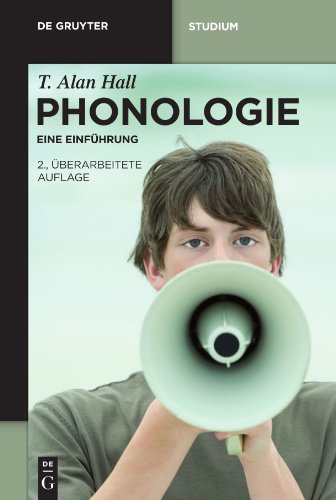 DE GRUYTER
STUDIUM
T. Alan Hall
PHONOLOGIE
EINE EINFÜHRUNG
2., ÜBERARBEITETE
AUFLAGE
DE
G